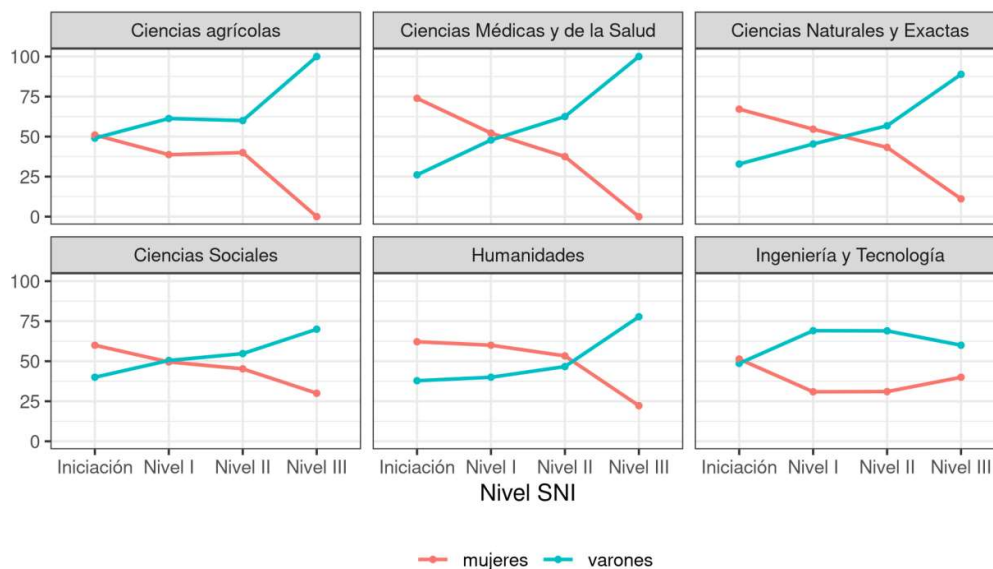 Ciencias agrícolas
Ciencias Médicas y de la Salud
Ciencias Naturales y Exactas
100
75
50
25
0
Ciencias Sociales
Humanidades
Ingeniería y Tecnología
100
75
50
25
0
Iniciación Nivel I Nivel II Nivel III
Iniciación Nivel I Nivel II Nivel III
Iniciación Nivel I Nivel II Nivel III
Nivel SNI
mujeres varones